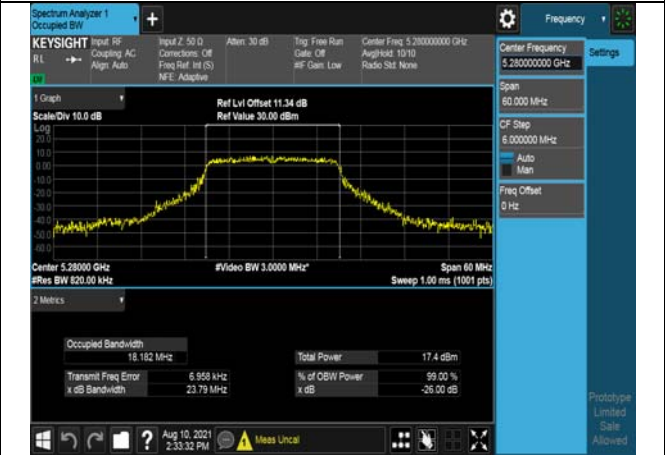 Spectrum Analyzer 1
Occupied BW
+
Frequency
KEYSIGHT
RL
Input: RF
Coupling: AC
Align: Auto
Input Z: 50 Ω
Corrections: Off
Freq Ref: Int (S)
NFE: Adaptive
Atten: 30 dB
Trig: Free Run
Gate: Off
#IF Gain: Low
Center Freq: 5.280000000 GHz
Avg|Hold: 10/10
Radio Std: None
Center Frequency
5.280000000 GHz
Settings
Span
60.000 MHz
CF Step
6.000000 MHz
Auto
Man
Freq Offset
0 Hz
1 Graph
Scale/Div 10.0 dB
Ref Lvl Offset 11.34 dB
Ref Value 30.00 dBm
Log
20.0
10.0
0.00
-10.0
-20.0
-30.0
-40.0
-50.0
-60.0
Center 5.28000 GHz
#Res BW 820.00 kHz
#Video BW 3.0000 MHz*
Span 60 MHz
Sweep 1.00 ms (1001 pts)
2 Metrics
Occupied Bandwidth
18.182 MHz
Total Power 17.4 dBm
Transmit Freq Error 6.958 kHz
% of OBW Power 99.00 %
x dB Bandwidth 23.79 MHz
x dB -26.00 dB
Prototype
Limited
Sale
Allowed
?
Aug 10, 2021
2:33:32 PM
Meas Uncal